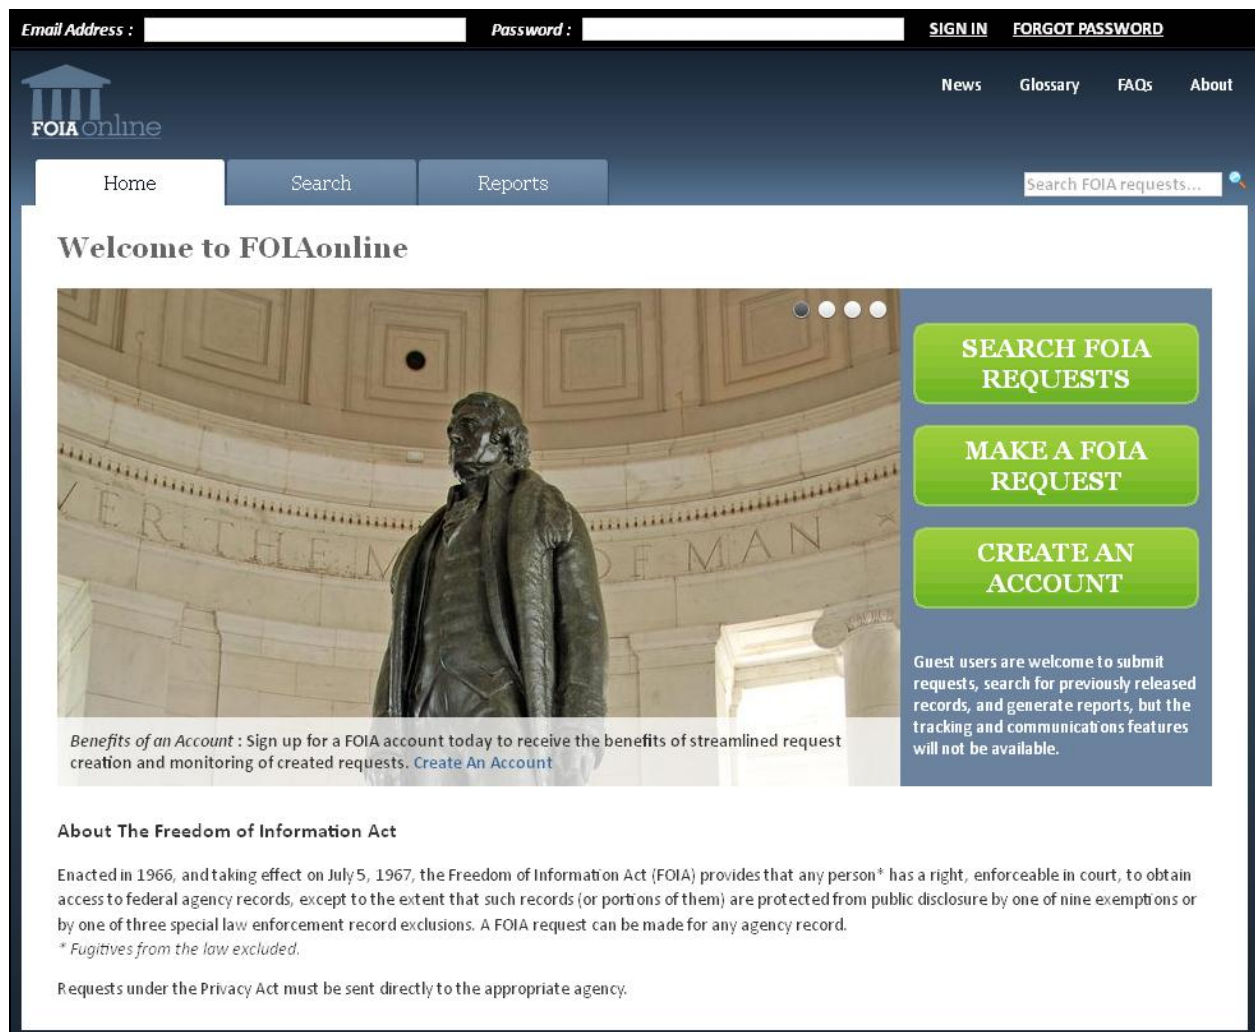 Email Address :
Password :
SIGN IN
FORGOT PASSWORD
News
Glossary
FAQs
About
FOIAonline
Home
Search
Reports
Search FOIA requests...
Welcome to FOIAonline
SEARCH FOIA
REQUESTS
MAKE A FOIA
REQUEST
CREATE AN
ACCOUNT
ER THE M
OF MAN
Guest users are welcome to submit
requests, search for previously released
records, and generate reports, but the
tracking and communications features
will not be available.
Benefits of an Account : Sign up for a FOIA account today to receive the benefits of streamlined request
creation and monitoring of created requests. Create An Account
About The Freedom of Information Act
Enacted in 1966, and taking effect on July 5, 1967, the Freedom of Information Act (FOIA) provides that any person* has a right, enforceable in court, to obtain
access to federal agency records, except to the extent that such records (or portions of them) are protected from public disclosure by one of nine exemptions or
by one of three special law enforcement record exclusions. A FOIA request can be made for any agency record.
* Fugitives from the law excluded.
Requests under the Privacy Act must be sent directly to the appropriate agency.